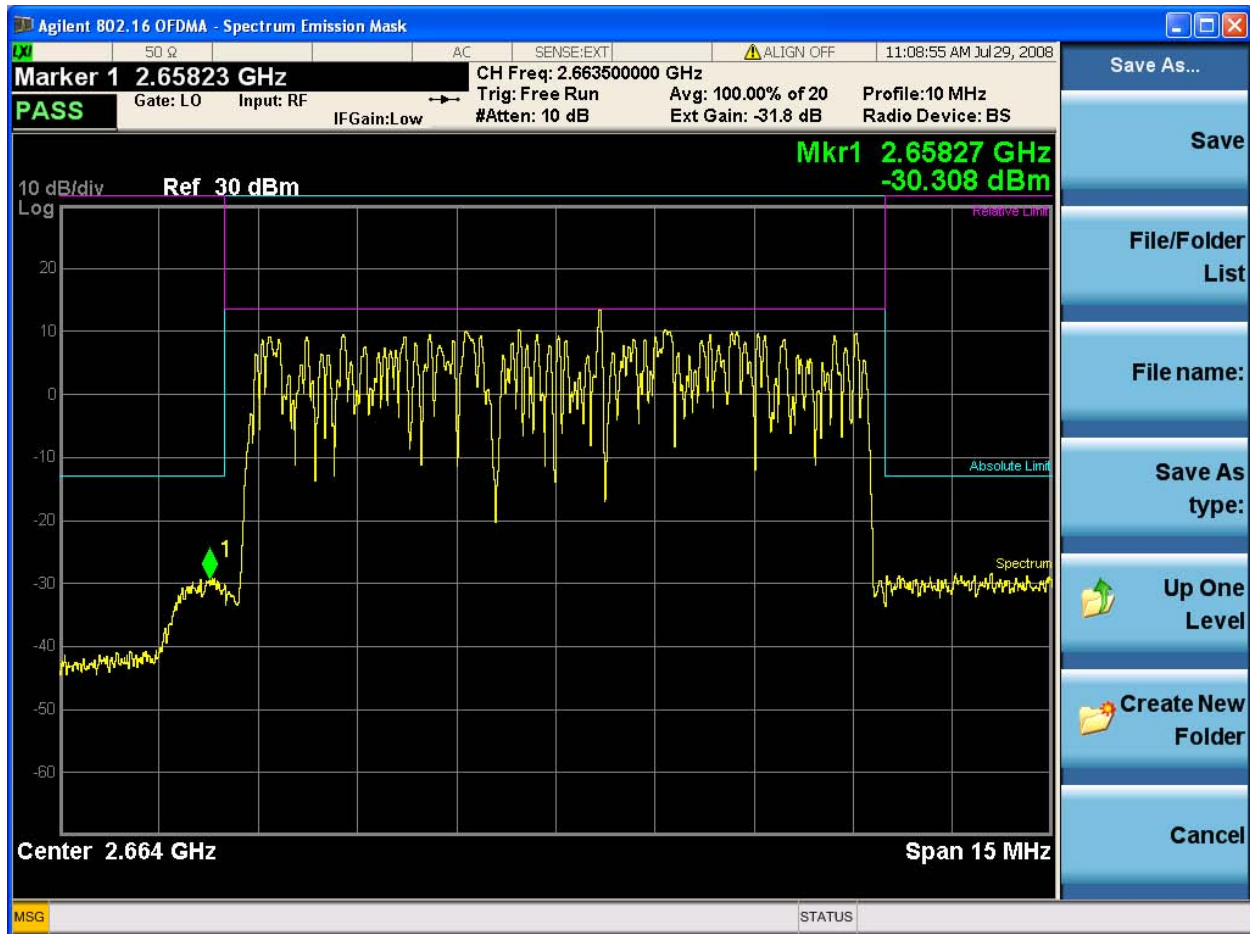 Agilent 802.16 OFDMA - Spectrum Emission Mask
LXI
50 Ω
AC
SENSE:EXT
ALIGN OFF
11:08:55 AM Jul 29, 2008
Marker 1 2.65823 GHz
PASS
Gate: LO
Input: RF
IFGain:Low
CH Freq: 2.663500000 GHz
Trig: Free Run
#Atten: 10 dB
Avg: 100.00% of 20
Ext Gain: -31.8 dB
Profile:10 MHz
Radio Device: BS
Mkr1 2.65827 GHz
-30.308 dBm
10 dB/div
Ref 30 dBm
Log
Relative Limit
20
10
0
-10
Absolute Limit
-20
1
Spectrum
-30
-40
-50
-60
Center 2.664 GHz
Span 15 MHz
MSG
STATUS
Save As...
Save
File/Folder
List
File name:
Save As
type:
Up One
Level
Create New
Folder
Cancel